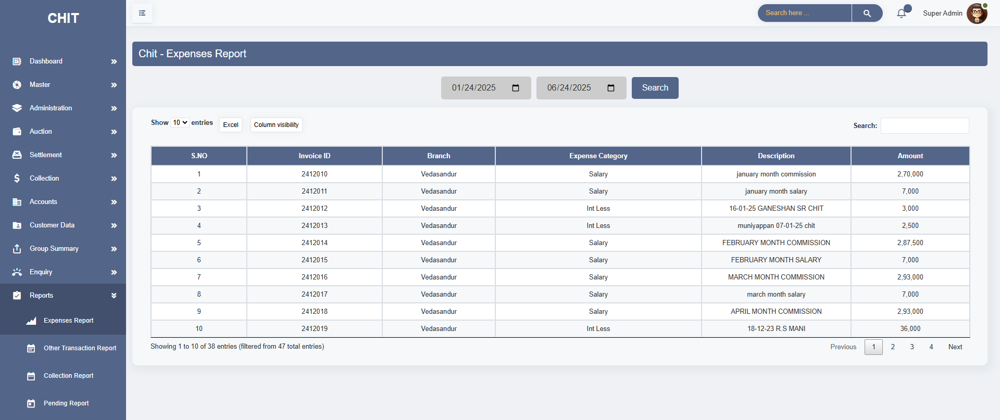 CHIT
Search here ...
Super Admin
Dashboard
Master
Administration
Auction
Settlement
Collection
Accounts
Customer Data
Group Summary
Enquiry
Reports
Expenses Report
Other Transaction Report
Collection Report
Pending Report
Chit - Expenses Report
01/24/2025 06/24/2025 Search
Show 10 entries Excel Column visibility Search:
S.NO Invoice ID Branch Expense Category Description Amount
1 2412010 Vedasandur Salary january month commission 2,70,000
2 2412011 Vedasandur Salary january month salary 7,000
3 2412012 Vedasandur Int Less 16-01-25 GANESHAN SR CHIT 3,000
4 2412013 Vedasandur Int Less muniyappan 07-01-25 chit 2,500
5 2412014 Vedasandur Salary FEBRUARY MONTH COMMISSION 2,87,500
6 2412015 Vedasandur Salary FEBRUARY MONTH SALARY 7,000
7 2412016 Vedasandur Salary MARCH MONTH COMMISSION 2,93,000
8 2412017 Vedasandur Salary march month salary 7,000
9 2412018 Vedasandur Salary APRIL MONTH COMMISSION 2,93,000
10 2412019 Vedasandur Int Less 18-12-23 R.S MANI 36,000
Showing 1 to 10 of 38 entries (filtered from 47 total entries) Previous 1 2 3 4 Next